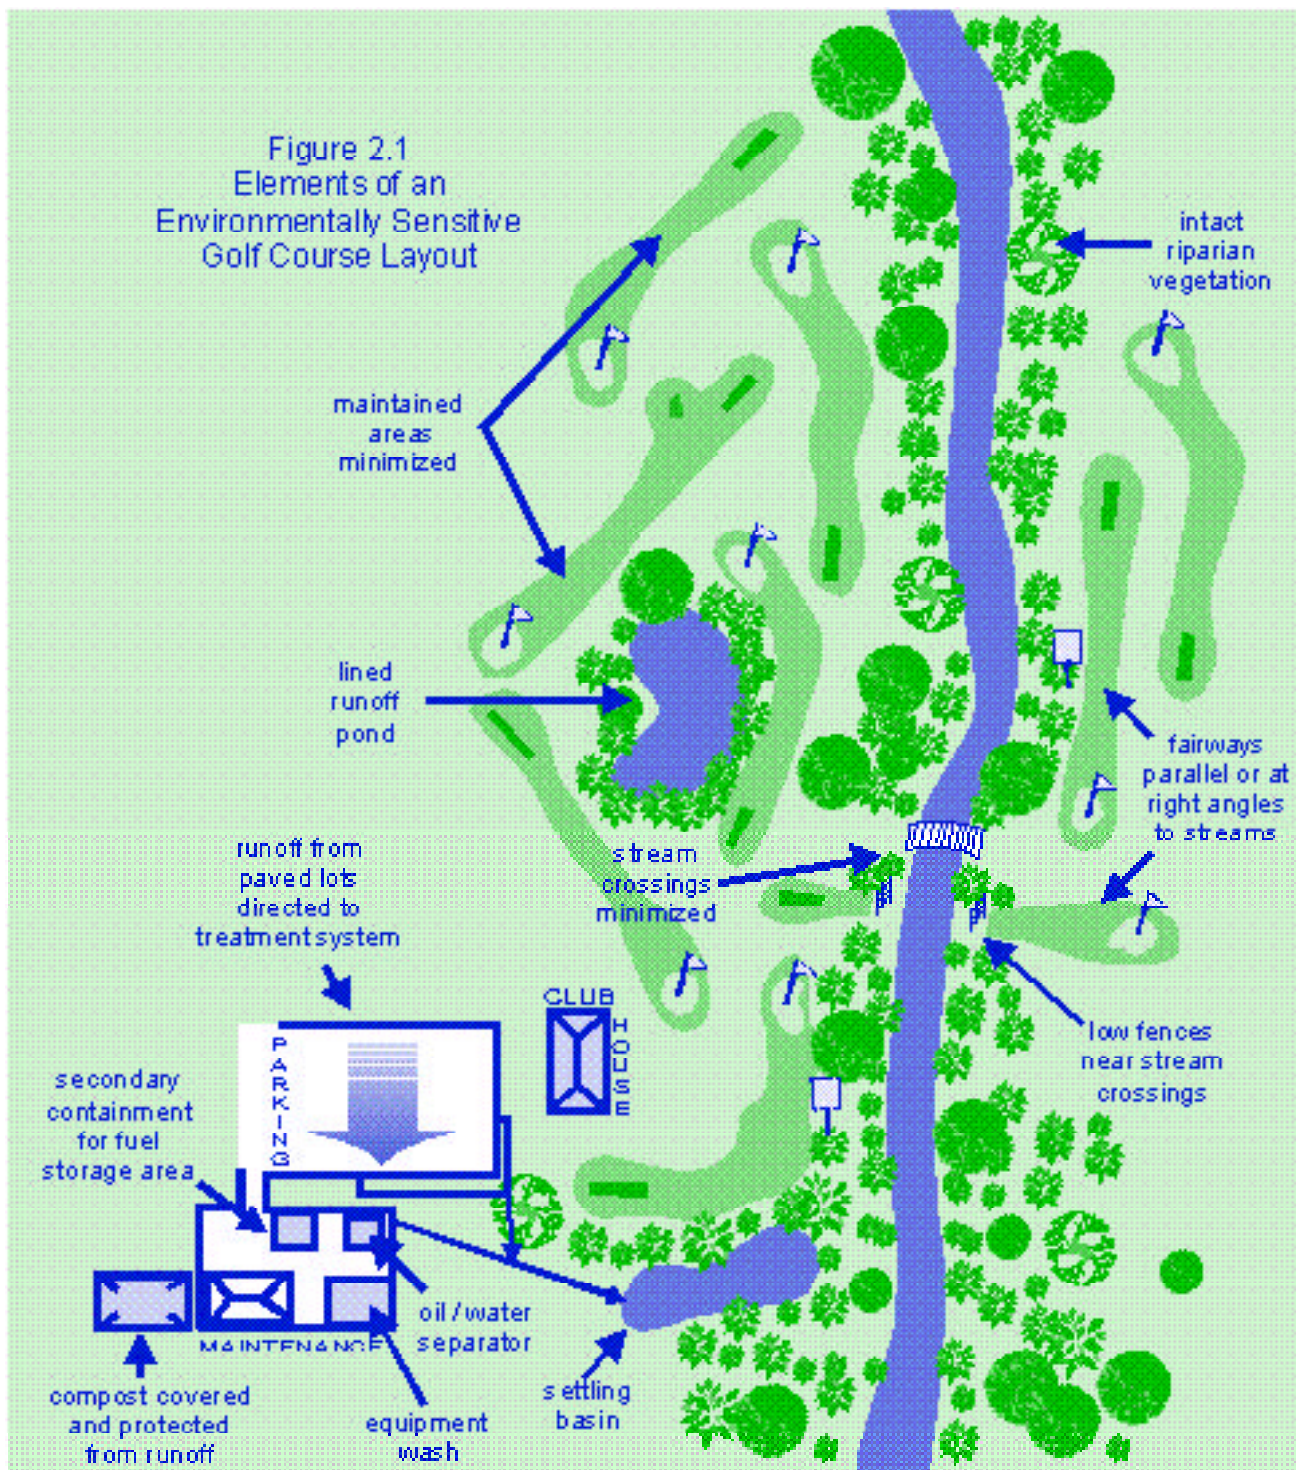 Figure 2.1
Elements of an
Environmentally Sensitive
Golf Course Layout
intact
riparian
vegetation
maintained
areas
minimized
lined
runoff
pond
fairways
parallel or at
right angles
to streams
runoff from
paved lots
directed to
treatment system
stream
crossings
minimized
low fences
near stream
crossings
CLUB
HOUSE
PARKING
secondary
containment
for fuel
storage area
oil/water
separator
MAINTENANCE
settling
basin
compost covered
and protected
from runoff
equipment
wash